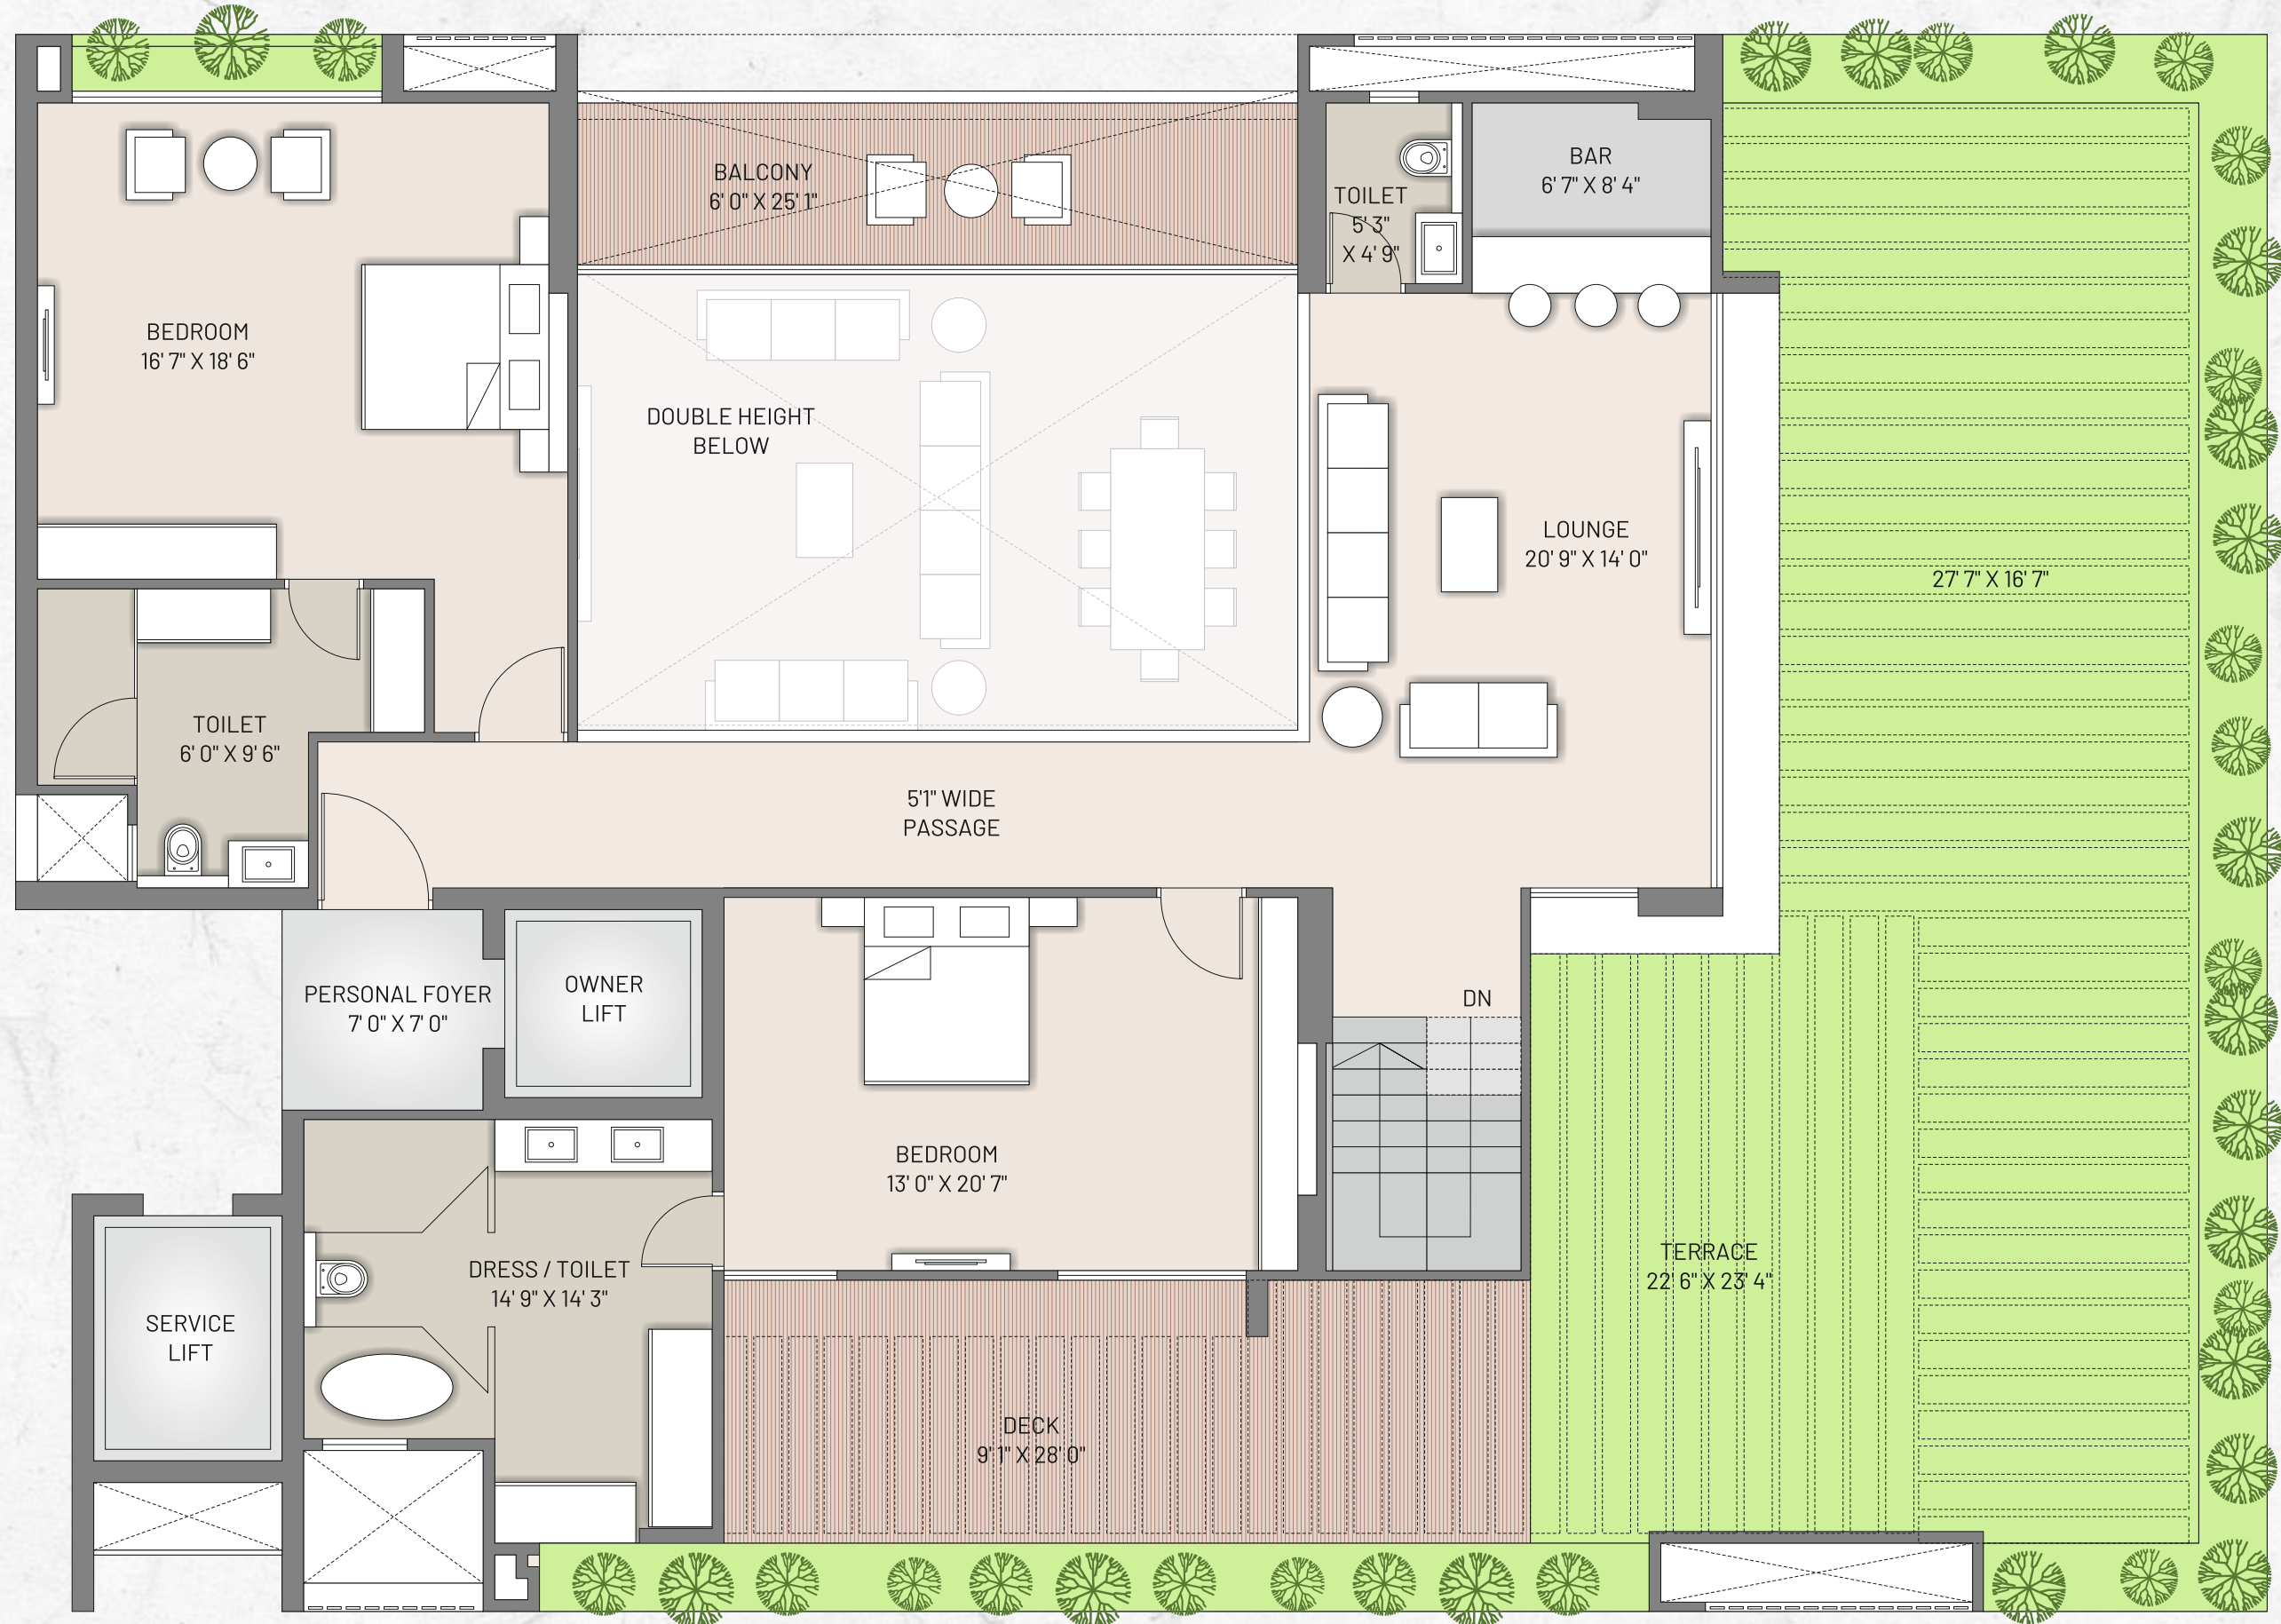 BALCONY
6' 0" X 25' 1"
TOILET
5' 3"
X 4' 9"
BAR
6' 7" X 8' 4"
BEDROOM
16' 7" X 18' 6"
DOUBLE HEIGHT
BELOW
LOUNGE
20' 9" X 14' 0"
27' 7" X 16' 7"
TOILET
6' 0" X 9' 6"
5'1" WIDE
PASSAGE
PERSONAL FOYER
7' 0" X 7' 0"
OWNER
LIFT
DN
BEDROOM
13' 0" X 20' 7"
DRESS / TOILET
14' 9" X 14' 3"
TERRACE
22' 6" X 23' 4"
SERVICE
LIFT
DECK
9' 1" X 28' 0"